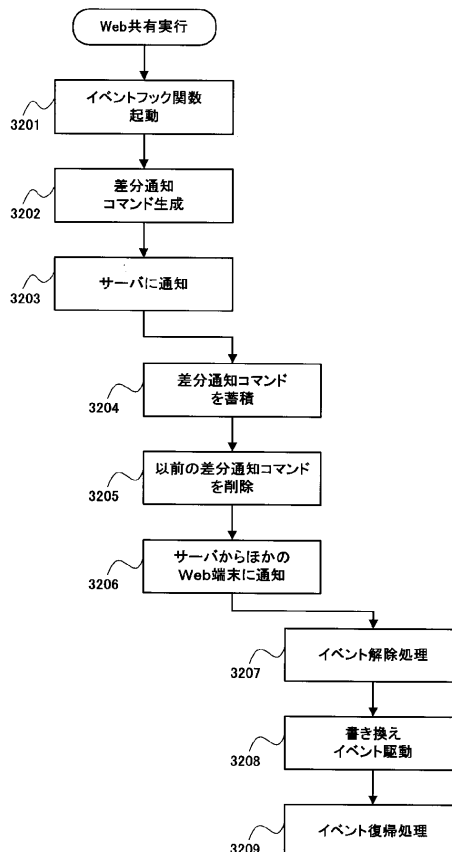 Web共有実行
イベントフック関数
起動
3201
差分通知
コマンド生成
3202
サーバに通知
3203
差分通知コマンド
を蓄積
3204
以前の差分通知コマンド
を削除
3205
サーバからほかの
Web端末に通知
3206
イベント解除処理
3207
書き換え
イベント駆動
3208
イベント復帰処理
3209